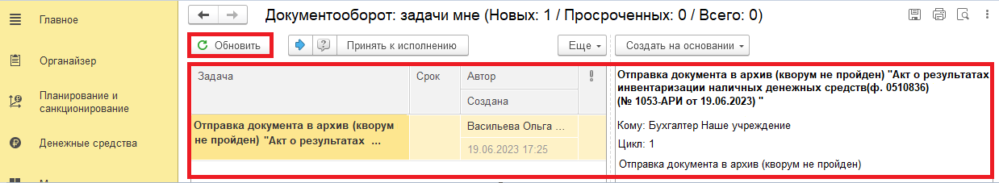 Главное
Органайзер
Планирование и
санкционирование
Денежные средства
Документооборот: задачи мне (Новых: 1 / Просроченных: 0 / Всего: 0)
Обновить
Принять к исполнению
Еще
Создать на основании
Задача
Срок
Автор
Создана
Отправка документа в архив (кворум
не пройден) "Акт о результатах ...
Васильева Ольга ...
19.06.2023 17:25
Отправка документа в архив (кворум не пройден) "Акт о результатах
инвентаризации наличных денежных средств(ф. 0510836)
(№ 1053-АРИ от 19.06.2023) "
Кому: Бухгалтер Наше учреждение
Цикл: 1
Отправка документа в архив (кворум не пройден)